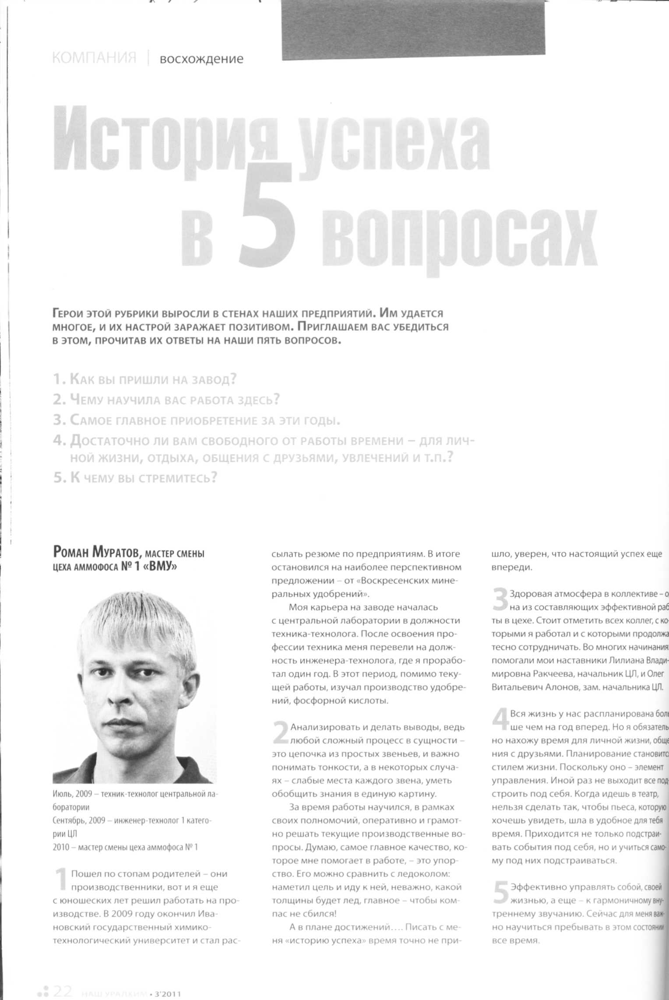 КОМПАНИЯ | восхождение
История успеха
в 5 вопросах
Герои этой рубрики выросли в стенах наших предприятий. Им удается
многое, и их настрой заражает позитивом. Приглашаем вас убедиться
в этом, прочитав их ответы на наши пять вопросов.
1. Как вы пришли на завод?
2. Чему научила вас работа здесь?
3. Самое главное приобретение за эти годы.
4. Достаточно ли вам свободного от работы времени – для лич-
ной жизни, отдыха, общения с друзьями, увлечений и т.п.?
5. К чему вы стремитесь?
Роман Муратов, мастер смены
цеха аммофоса № 1 «ВМУ»
Июль, 2009 – техник-технолог центральной ла-
боратории
Сентябрь, 2009 – инженер-технолог 1 катего-
рии ЦЛ
2010 – мастер смены цеха аммофоса № 1
1 Пошел по стопам родителей – они
производственники, вот и я еще
с юношеских лет решил работать на про-
изводстве. В 2009 году окончил Ива-
новский государственный химико-
технологический университет и стал рас-
сылать резюме по предприятиям. В итоге
остановился на наиболее перспективном
предложении – от «Воскресенских мине-
ральных удобрений».
Моя карьера на заводе началась
с центральной лаборатории в должности
техника-технолога. После освоения про-
фессии техника меня перевели на долж-
ность инженера-технолога, где я прорабо-
тал один год. В этот период, помимо теку-
щей работы, изучал производство удобре-
ний, фосфорной кислоты.
2 Анализировать и делать выводы, ведь
любой сложный процесс в сущности –
это цепочка из простых звеньев, и важно
понимать тонкости, а в некоторых случа-
ях – слабые места каждого звена, уметь
обобщить знания в единую картину.
За время работы научился, в рамках
своих полномочий, оперативно и грамот-
но решать текущие производственные во-
просы. Думаю, самое главное качество, ко-
торое мне помогает в работе, – это упор-
ство. Его можно сравнить с ледоколом:
наметил цель и иду к ней, неважно, какой
толщины будет лед, главное – чтобы ком-
пас не сбился!
А в плане достижений.... Писать с ме-
ня «историю успеха» время точно не при-
шло, уверен, что настоящий успех еще
впереди.
3 Здоровая атмосфера в коллективе – о
на из составляющих эффективной раб
ты в цехе. Стоит отметить всех коллег, с ко-
торыми я работал и с которыми продолжа
тесно сотрудничать. Во многих начинания
помогали мои наставники Лилиана Влади-
мировна Ракчеева, начальник ЦЛ, и Олег
Витальевич Алонов, зам. начальника ЦЛ.
4 Вся жизнь у нас распланирована боль
ше чем на год вперед. Но я обязатель
но нахожу время для личной жизни, обще
ния с друзьями. Планирование становитс
стилем жизни. Поскольку оно – элемент
управления. Иной раз не выходит все под-
строить под себя. Когда идешь в театр,
нельзя сделать так, чтобы пьеса, которую
хочешь увидеть, шла в удобное для тебя
время. Приходится не только подстраи-
вать события под себя, но и учиться само-
му под них подстраиваться.
5 Эффективно управлять собой, своей
жизнью, а еще – к гармоничному вну-
треннему звучанию. Сейчас для меня важ-
но научиться пребывать в этом состоянии
все время.
22 НАШ УРАЛХИМ • 3'2011